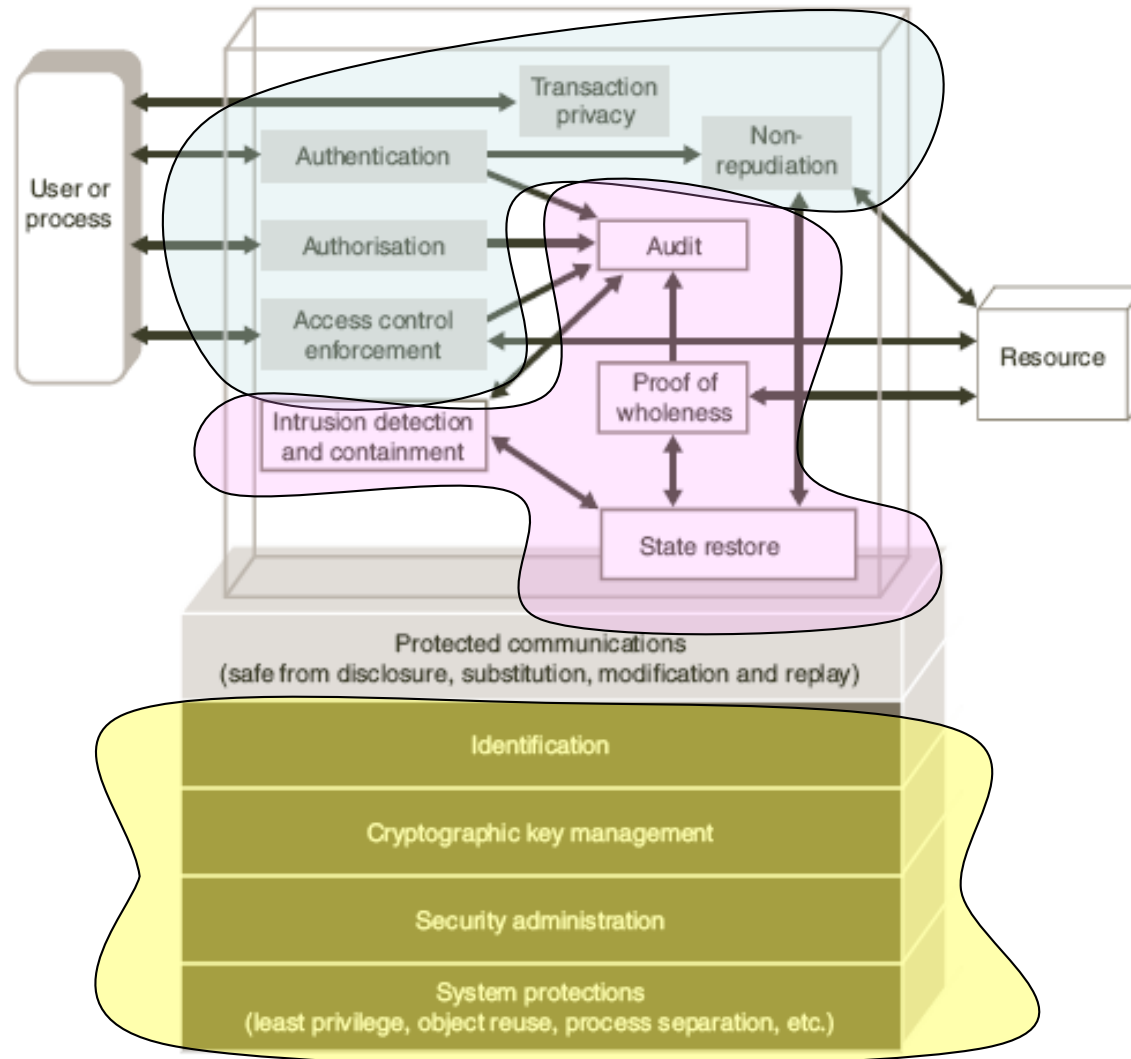 Transaction
privacy
Non-
repudiation
User or
process
Authentication
Authorisation
Audit
Access control
enforcement
Resource
Proof of
wholeness
Intrusion detection
and containment
State restore
Protected communications
(safe from disclosure, substitution, modification and replay)
Identification
Cryptographic key management
Security administration
System protections
(least privilege, object reuse, process separation, etc.)